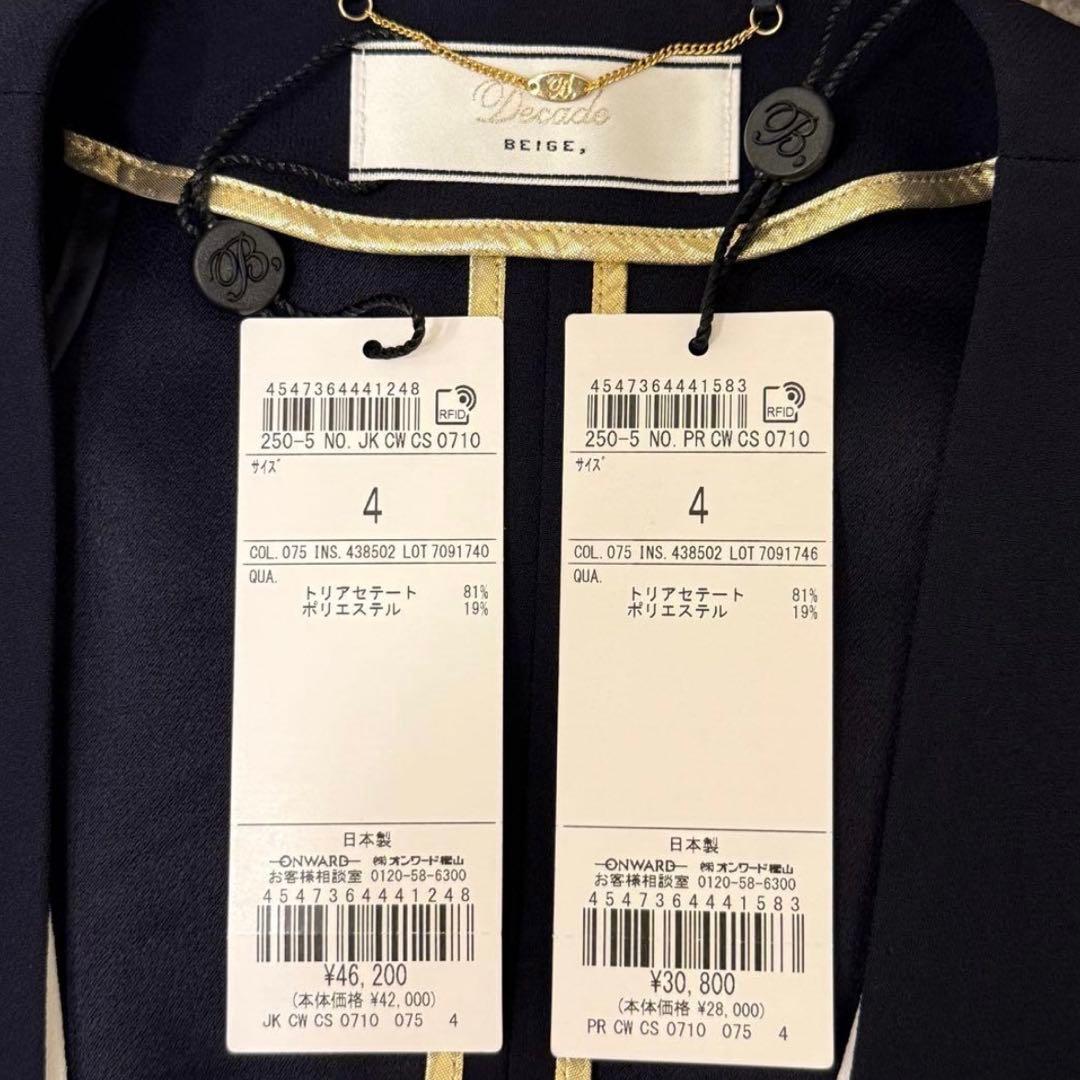 Decade
BEIGE,
B
B,
B,
4547364441248
RFID
250-5 NO. JK CW CS 0710
サイズ
4
COL. 075 INS. 438502 LOT 7091740
QUA.
トリアセテート 81%
ポリエステル 19%
日本製
ONWARD ㈱オンワード樫山
お客様相談室 0120-58-6300
4547364441248
¥46,200
(本体価格 ¥42,000)
JK CW CS 0710 075 4
4547364441583
RFID
250-5 NO. PR CW CS 0710
サイズ
4
COL. 075 INS. 438502 LOT 7091746
QUA.
トリアセテート 81%
ポリエステル 19%
日本製
ONWARD ㈱オンワード樫山
お客様相談室 0120-58-6300
4547364441583
¥30,800
(本体価格 ¥28,000)
PR CW CS 0710 075 4